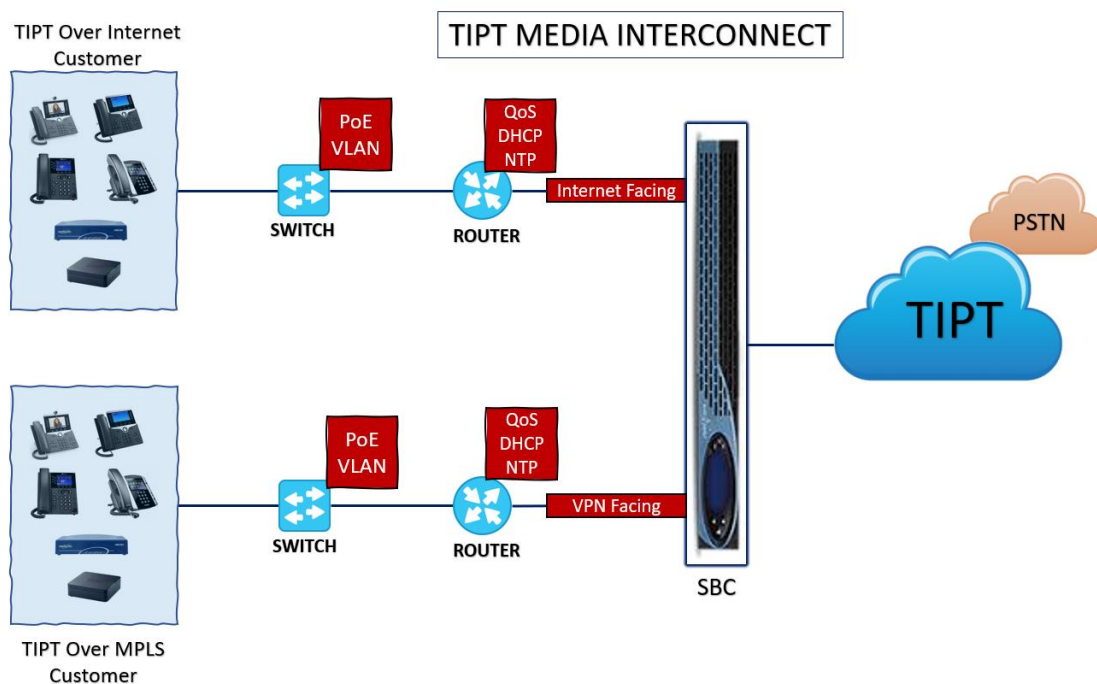 TIPT Over Internet
Customer
TIPT MEDIA INTERCONNECT
PoE
VLAN
QoS
DHCP
NTP
Internet Facing
SWITCH
ROUTER
PSTN
TIPT
PoE
VLAN
QoS
DHCP
NTP
VPN Facing
SWITCH
ROUTER
SBC
TIPT Over MPLS
Customer